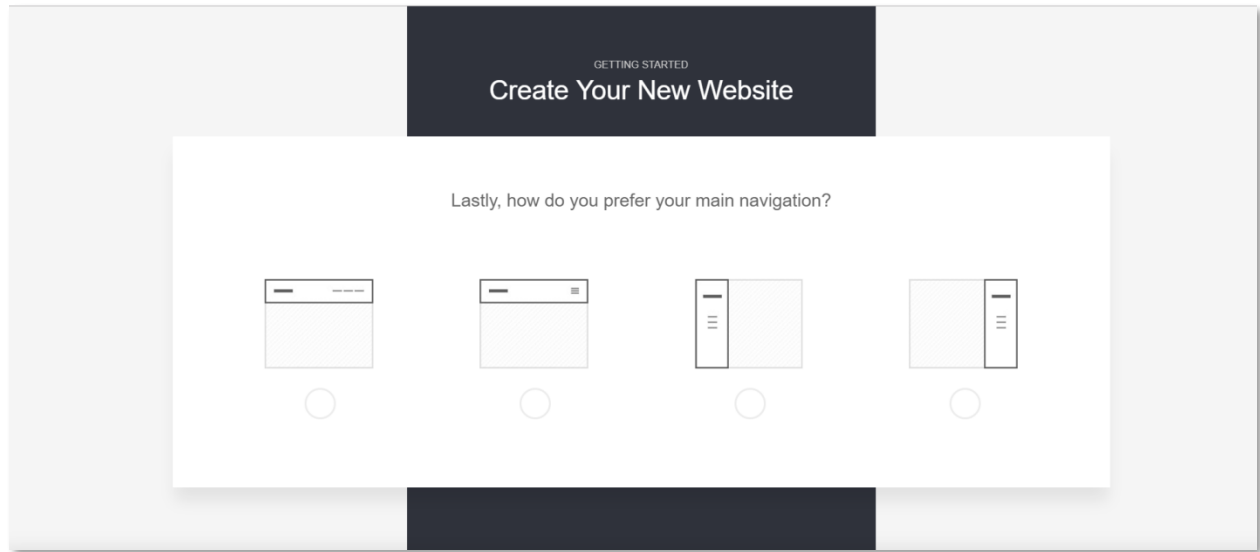 GETTING STARTED
Create Your New Website
Lastly, how do you prefer your main navigation?